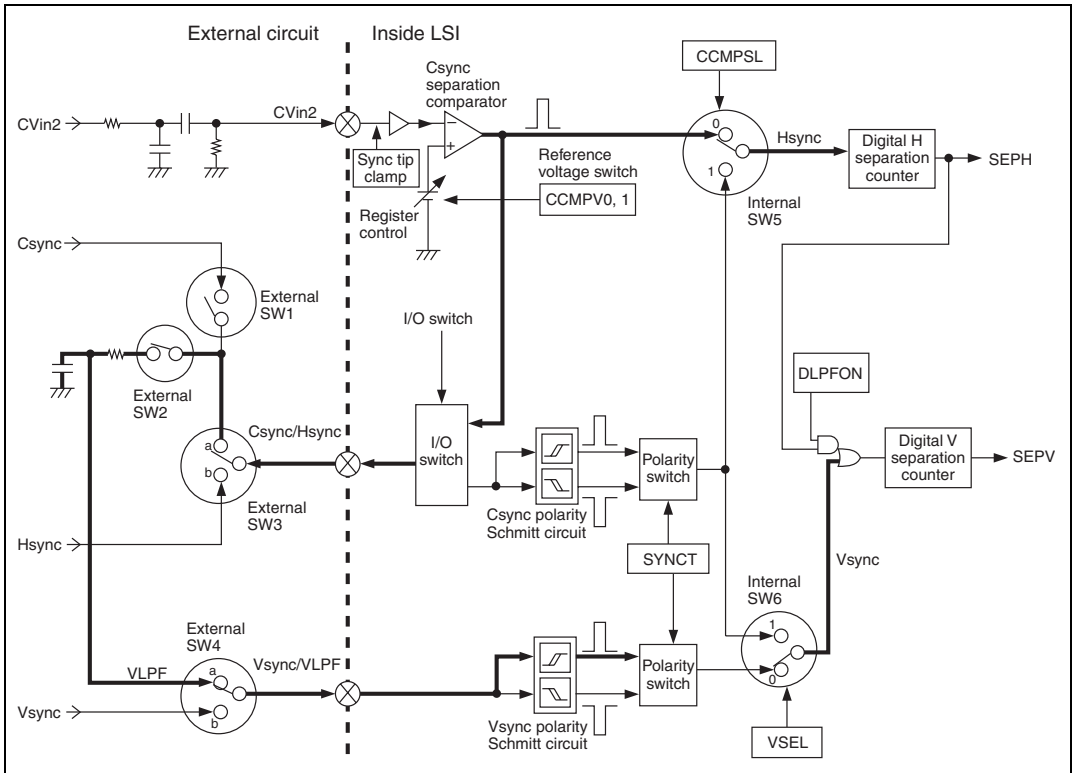 External circuit
Inside LSI
CCMPSL
Csync
separation
comparator
CVin2
CVin2
Sync tip
clamp
−
+
Reference
voltage switch
CCMPV0, 1
Register
control
0
1
Hsync
Internal
SW5
Digital H
separation
counter
SEPH
Csync
External
SW1
External
SW2
I/O switch
I/O
switch
Csync/Hsync
a
b
External
SW3
Hsync
Csync polarity
Schmitt circuit
Polarity
switch
SYNCT
DLPFON
Digital V
separation
counter
SEPV
Vsync
Internal
SW6
1
0
External
SW4
VLPF
a
b
Vsync/VLPF
Vsync
Vsync polarity
Schmitt circuit
Polarity
switch
VSEL